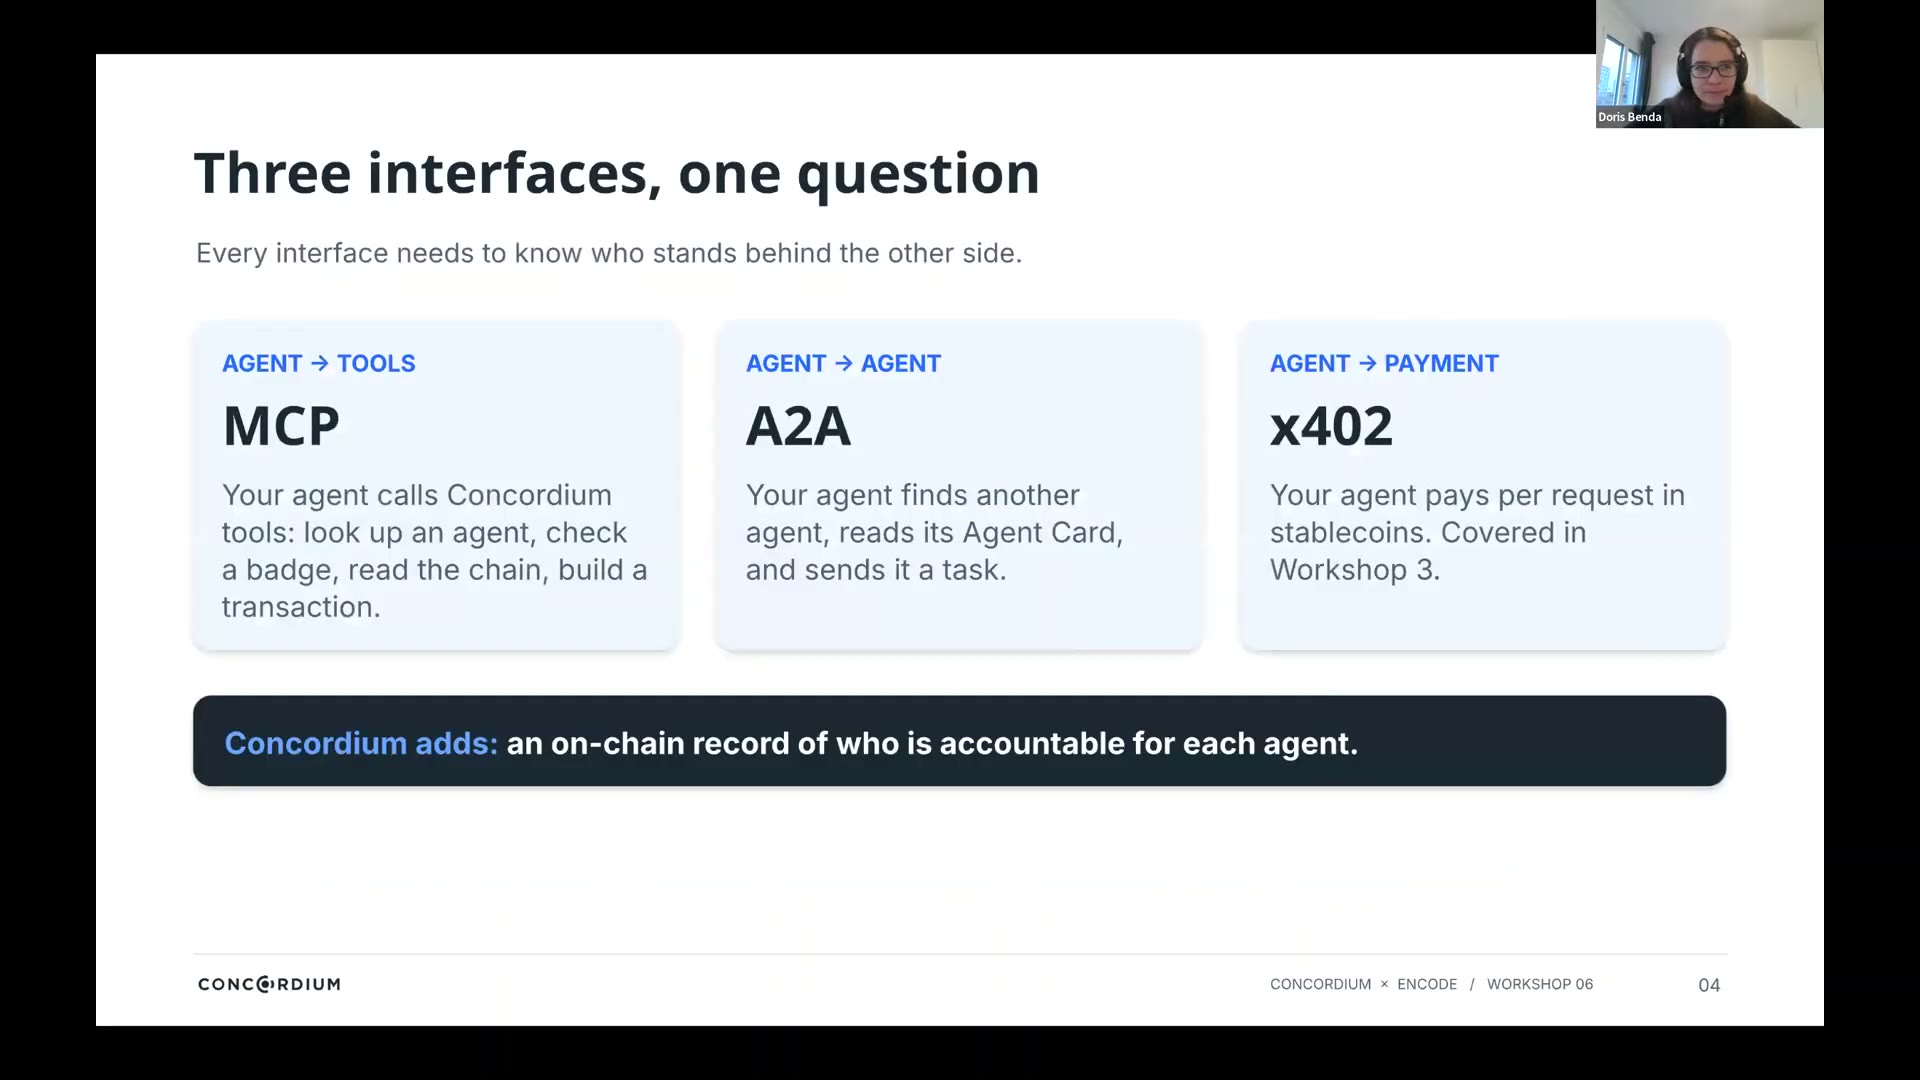 Doris Benda
Three interfaces, one question
Every interface needs to know who stands behind the other side.
AGENT → TOOLS
MCP
Your agent calls Concordium
tools: look up an agent, check
a badge, read the chain, build a
transaction.
AGENT → AGENT
A2A
Your agent finds another
agent, reads its Agent Card,
and sends it a task.
AGENT → PAYMENT
x402
Your agent pays per request in
stablecoins. Covered in
Workshop 3.
Concordium adds: an on-chain record of who is accountable for each agent.
CONCORDIUM
CONCORDIUM × ENCODE / WORKSHOP 06
04